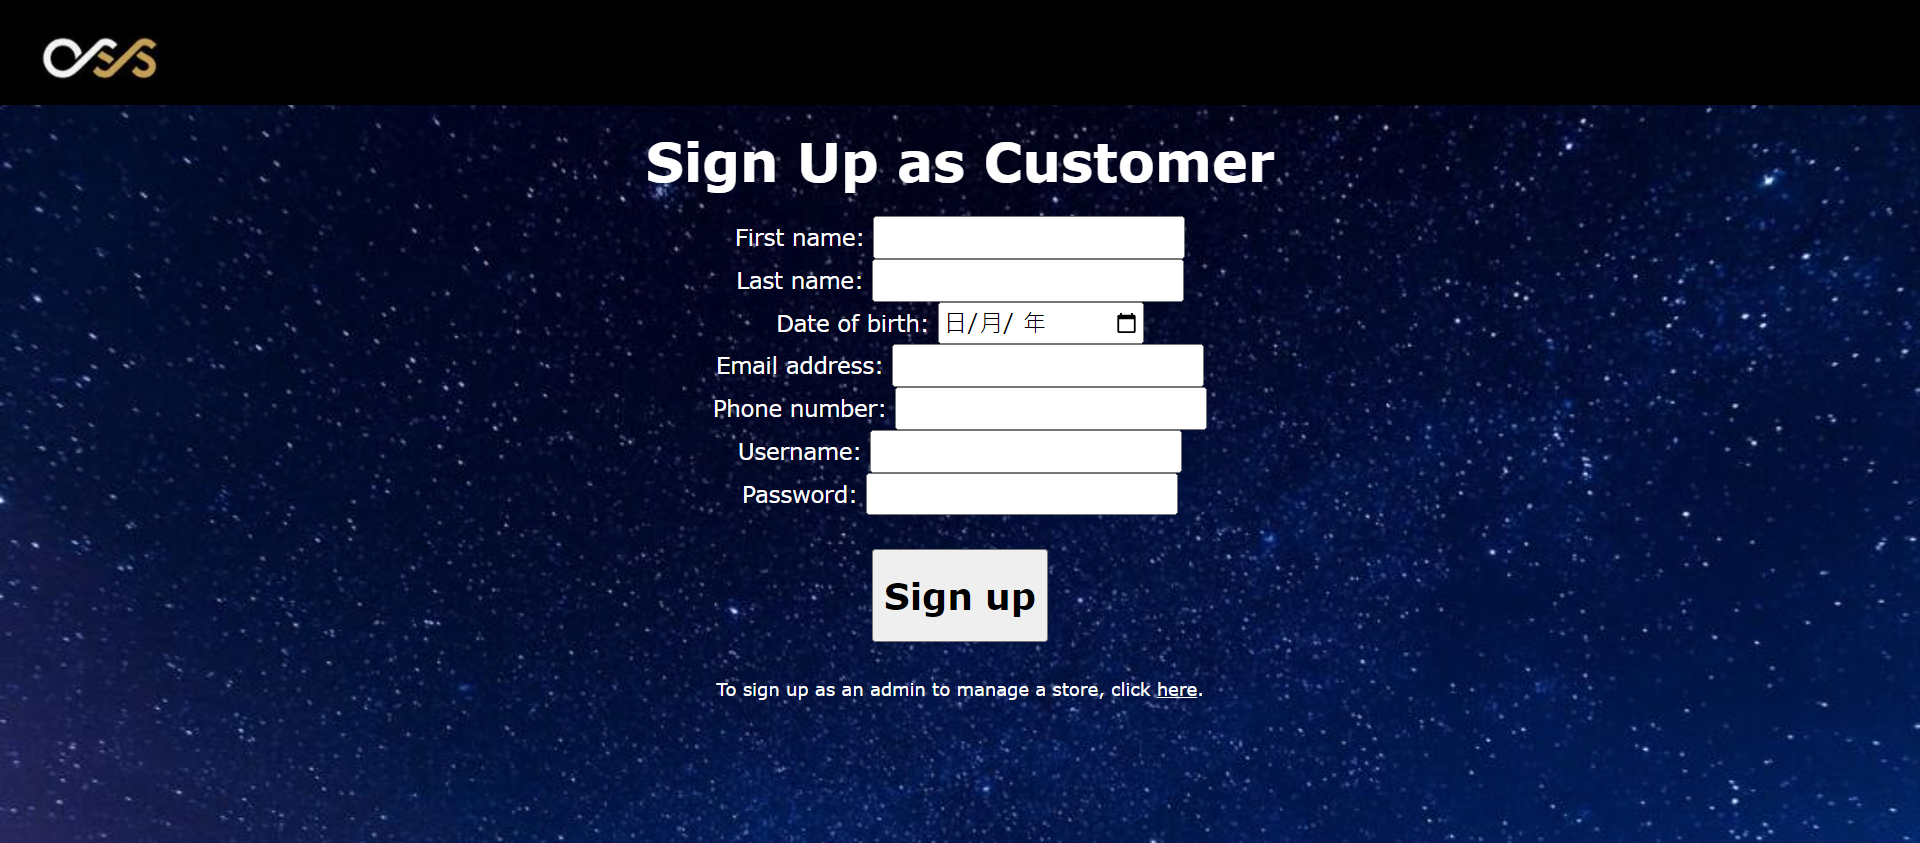 Sign Up as Customer
First name:
Last name:
Date of birth: 日/月/ 年
Email address:
Phone number:
Username:
Password:
Sign up
To sign up as an admin to manage a store, click here.